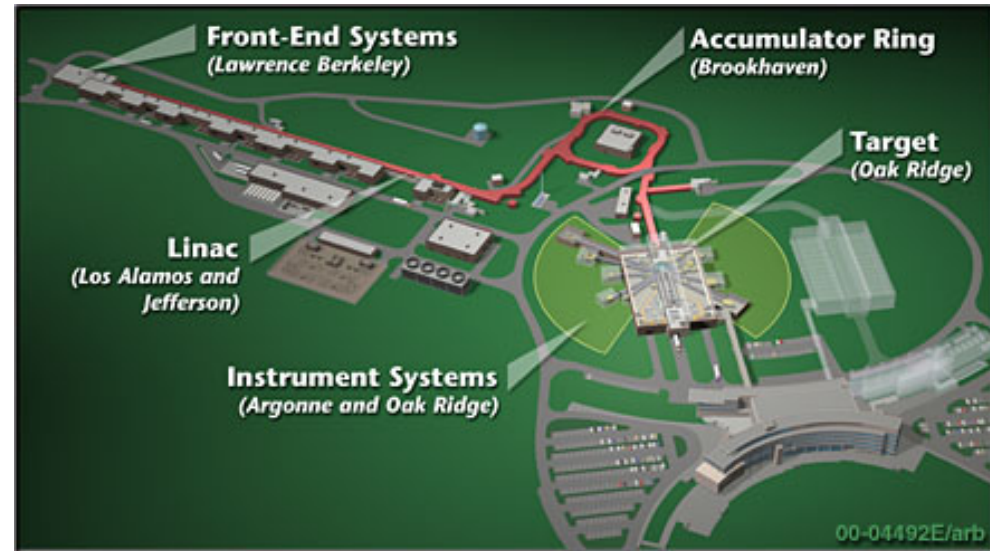 Front-End Systems
(Lawrence Berkeley)
Accumulator Ring
(Brookhaven)
Target
(Oak Ridge)
Linac
(Los Alamos and
Jefferson)
Instrument Systems
(Argonne and Oak Ridge)
00-04492E/arb